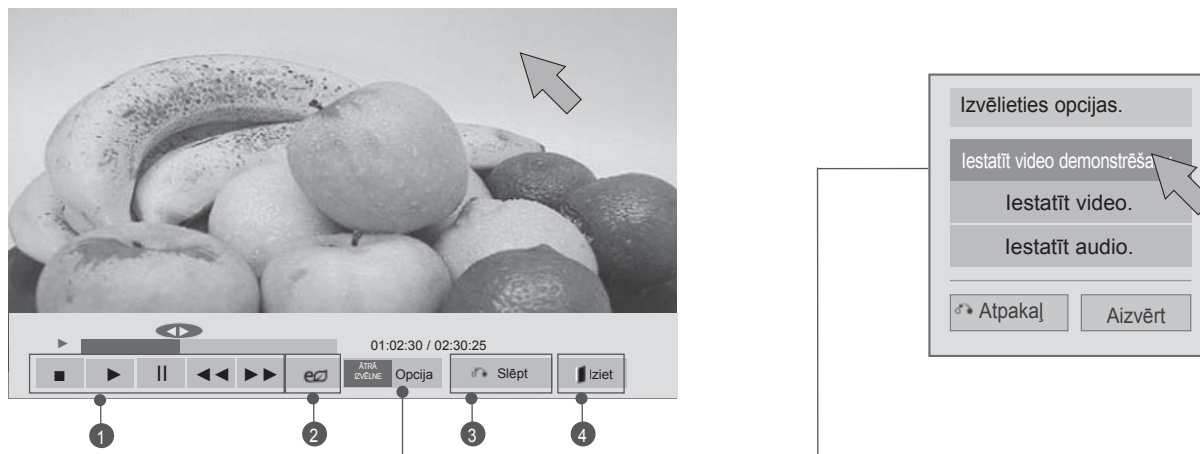 01:02:30 / 02:30:25
■ ► II ◄◄ ►►
ĀTRĀ IZVĒLNE
Opcija
Slēpt
Iziet
1
2
3
4
Izvēlieties opcijas.
Iestatīt video
Iestatīt video.
Iestatīt audio.
Atpakaļ
Aizvērt